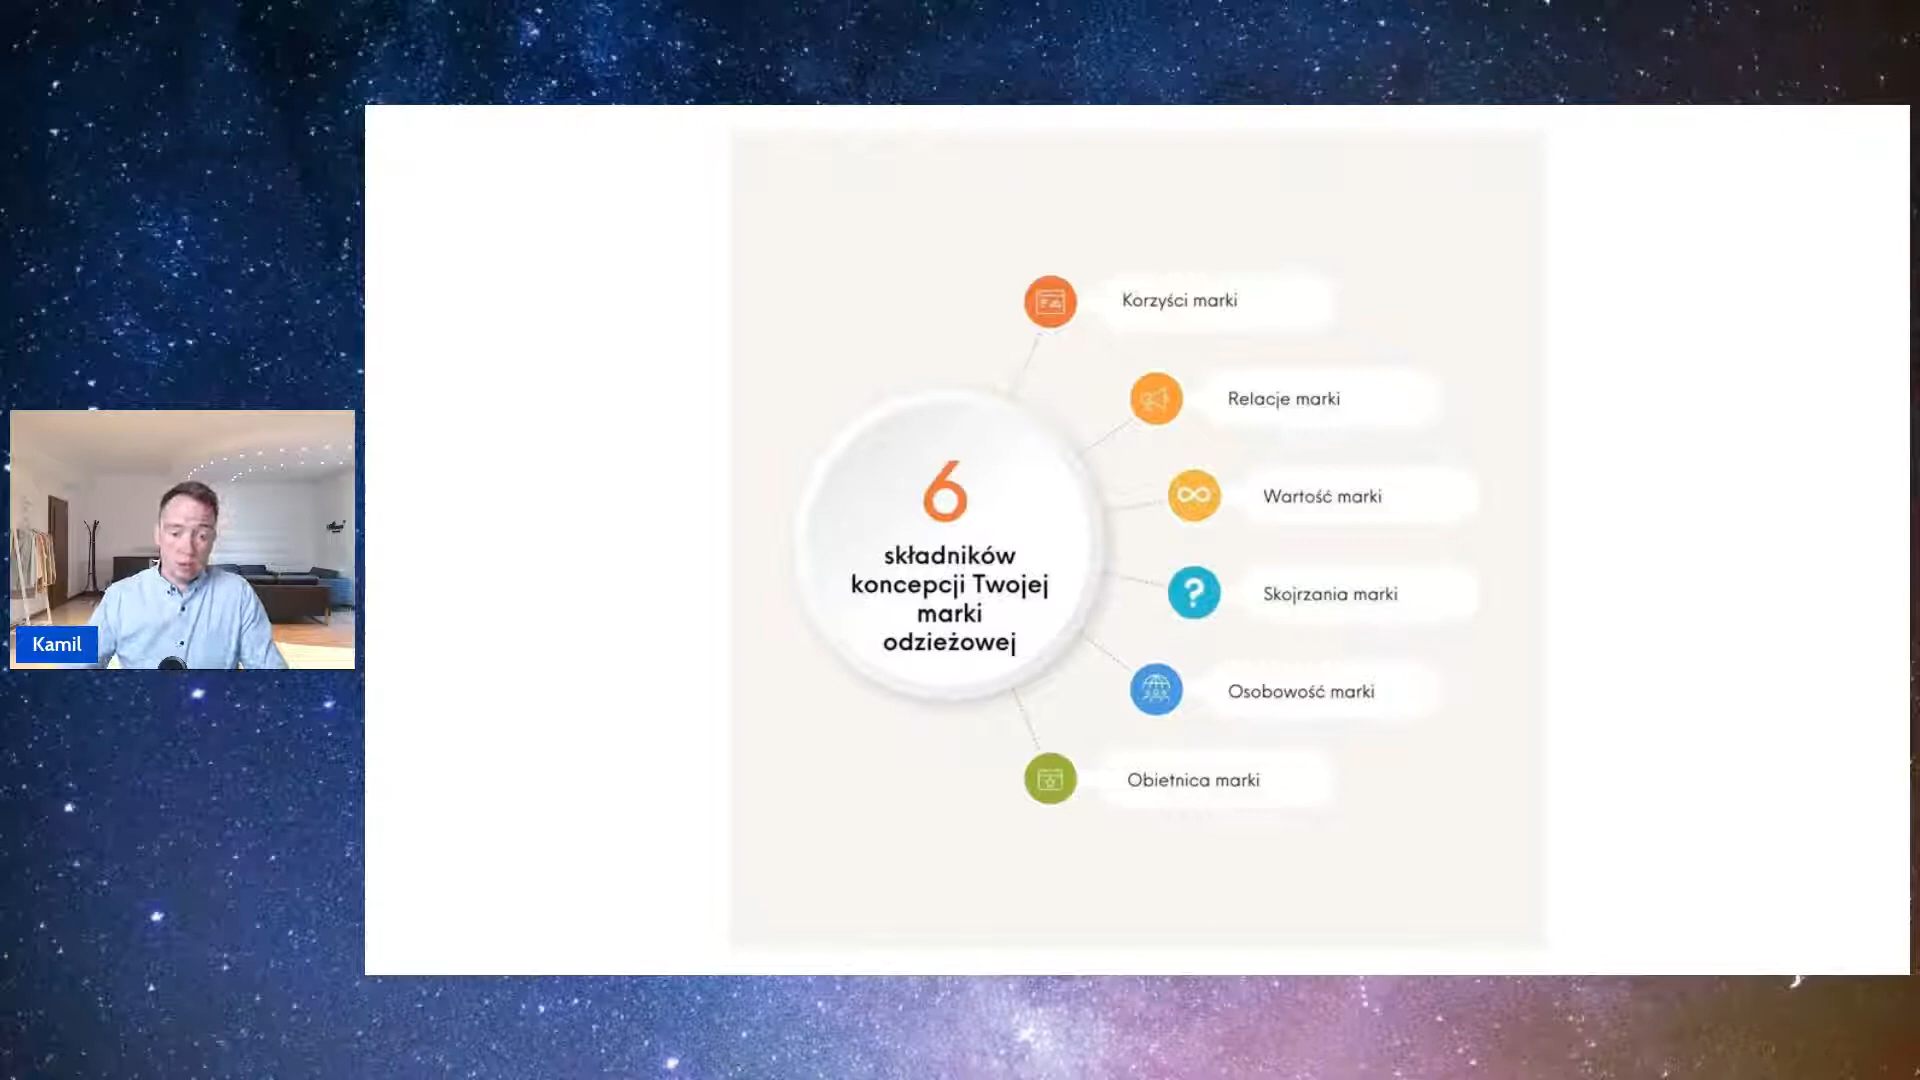 6
składników
koncepcji Twojej
marki
odzieżowej
Korzyści marki
Relacje marki
Wartość marki
Skojrzania marki
Osobowość marki
Obietnica marki
Kamil